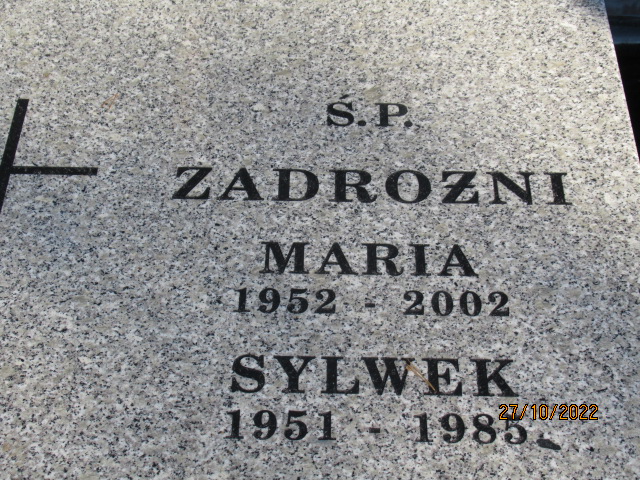 Ś.P.
ZADROŻNI
MARIA
1952 - 2002
SYLWEK
1951 - 1985
27/10/2022